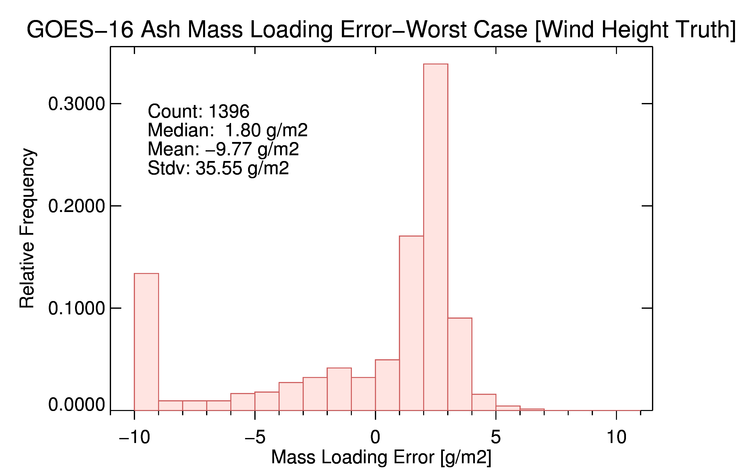 GOES−16 Ash Mass Loading Error−Worst Case [Wind Height Truth]
Count: 1396
Median:  1.80 g/m2
Mean: −9.77 g/m2
Stdv: 35.55 g/m2
Relative Frequency
0.3000
0.2000
0.1000
0.0000
−10 −5 0 5 10
Mass Loading Error [g/m2]